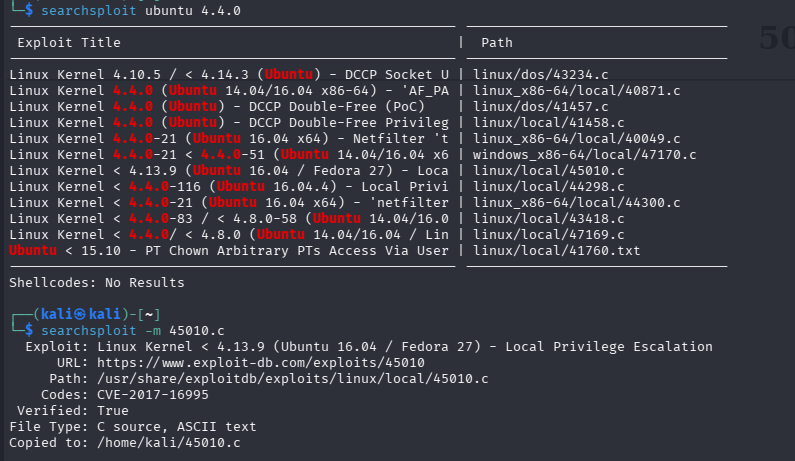 └─$ searchsploit ubuntu 4.4.0
Exploit Title | Path
Linux Kernel 4.10.5 / < 4.14.3 (Ubuntu) - DCCP Socket U | linux/dos/43234.c
Linux Kernel 4.4.0 (Ubuntu 14.04/16.04 x86-64) - 'AF_PA | linux_x86-64/local/40871.c
Linux Kernel 4.4.0 (Ubuntu) - DCCP Double-Free (PoC) | linux/dos/41457.c
Linux Kernel 4.4.0 (Ubuntu) - DCCP Double-Free Privileg | linux/local/41458.c
Linux Kernel 4.4.0-21 (Ubuntu 16.04 x64) - Netfilter 't | linux_x86-64/local/40049.c
Linux Kernel 4.4.0-21 < 4.4.0-51 (Ubuntu 14.04/16.04 x6 | windows_x86-64/local/47170.c
Linux Kernel < 4.13.9 (Ubuntu 16.04 / Fedora 27) - Loca | linux/local/45010.c
Linux Kernel < 4.4.0-116 (Ubuntu 16.04.4) - Local Privi | linux/local/44298.c
Linux Kernel < 4.4.0-21 (Ubuntu 16.04 x64) - 'netfilter | linux_x86-64/local/44300.c
Linux Kernel < 4.4.0-83 / < 4.8.0-58 (Ubuntu 14.04/16.0 | linux/local/43418.c
Linux Kernel < 4.4.0/ < 4.8.0 (Ubuntu 14.04/16.04 / Lin | linux/local/47169.c
Ubuntu < 15.10 - PT Chown Arbitrary PTs Access Via User | linux/local/41760.txt
Shellcodes: No Results
┌──(kali㉿kali)-[~]
└─$ searchsploit -m 45010.c
Exploit: Linux Kernel < 4.13.9 (Ubuntu 16.04 / Fedora 27) - Local Privilege Escalation
URL: https://www.exploit-db.com/exploits/45010
Path: /usr/share/exploitdb/exploits/linux/local/45010.c
Codes: CVE-2017-16995
Verified: True
File Type: C source, ASCII text
Copied to: /home/kali/45010.c